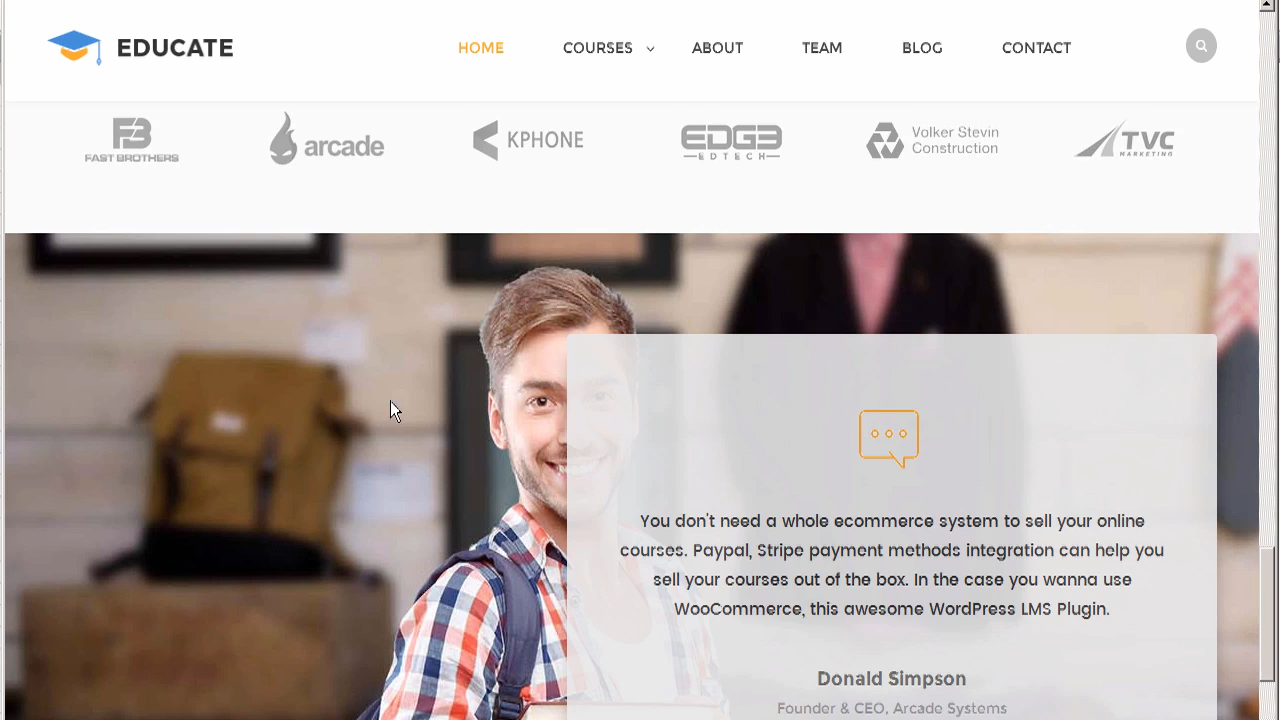 EDUCATE
HOME COURSES ABOUT TEAM BLOG CONTACT
FB
FAST BROTHERS
arcade
KPHONE
EDGE
EDTECH
Volker Stevin
Construction
TVC
MARKETING
You don't need a whole ecommerce system to sell your online
courses. Paypal, Stripe payment methods integration can help you
sell your courses out of the box. In the case you wanna use
WooCommerce, this awesome WordPress LMS Plugin.
Donald Simpson
Founder & CEO, Arcade Systems